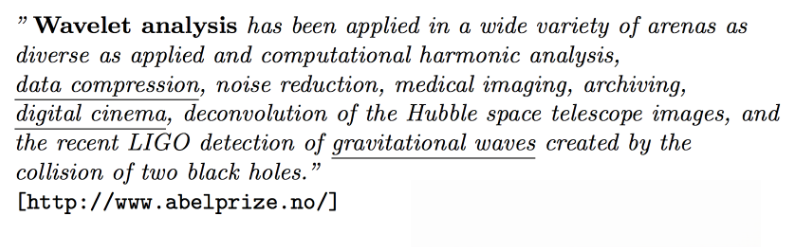 " Wavelet analysis has been applied in a wide variety of arenas as
diverse as applied and computational harmonic analysis,
data compression, noise reduction, medical imaging, archiving,
digital cinema, deconvolution of the Hubble space telescope images, and
the recent LIGO detection of gravitational waves created by the
collision of two black holes."
[http://www.abelprize.no/]